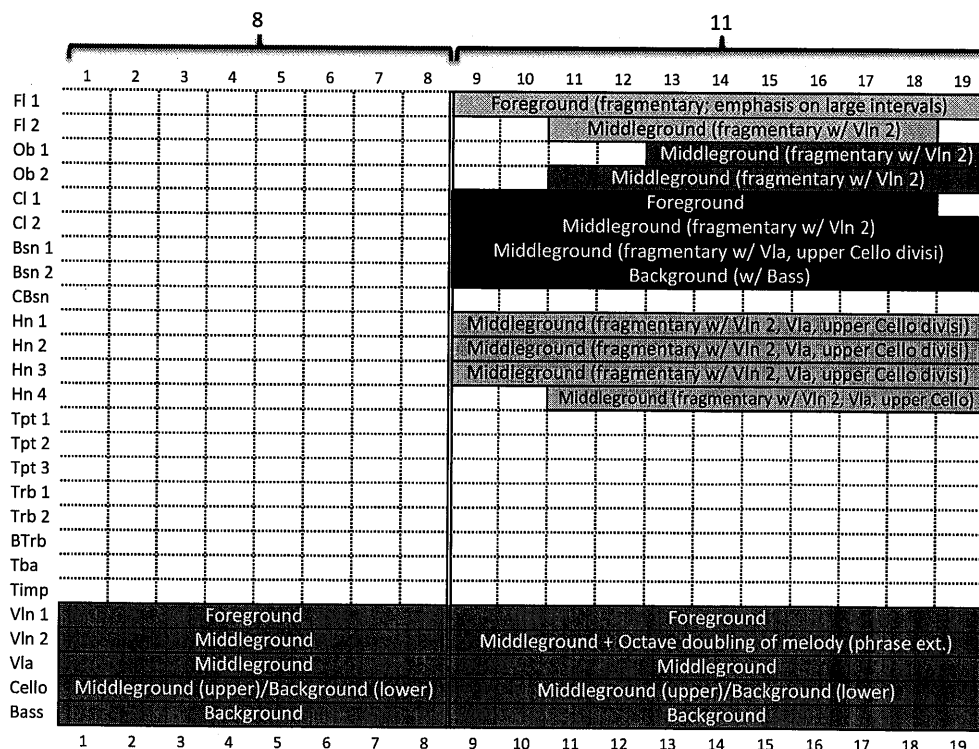 8 11
1 2 3 4 5 6 7 8 9 10 11 12 13 14 15 16 17 18 19
Fl 1 Foreground (fragmentary; emphasis on large intervals)
Fl 2 Middleground (fragmentary w/ Vln 2)
Ob 1 Middleground (fragmentary w/ Vln 2)
Ob 2 Middleground (fragmentary w/ Vln 2)
Cl 1 Foreground
Cl 2 Middleground (fragmentary w/ Vln 2)
Bsn 1 Middleground (fragmentary w/ Vla, upper Cello divisi)
Bsn 2 Background (w/ Bass)
CBsn
Hn 1 Middleground (fragmentary w/ Vln 2, Vla, upper Cello divisi)
Hn 2 Middleground (fragmentary w/ Vln 2, Vla, upper Cello divisi)
Hn 3 Middleground (fragmentary w/ Vln 2, Vla, upper Cello divisi)
Hn 4 Middleground (fragmentary w/ Vln 2, Vla, upper Cello)
Tpt 1
Tpt 2
Tpt 3
Trb 1
Trb 2
BTrb
Tba
Timp
Vln 1 Foreground Foreground
Vln 2 Middleground Middleground + Octave doubling of melody (phrase ext.)
Vla Middleground Middleground
Cello Middleground (upper)/Background (lower) Middleground (upper)/Background (lower)
Bass Background Background
1 2 3 4 5 6 7 8 9 10 11 12 13 14 15 16 17 18 19